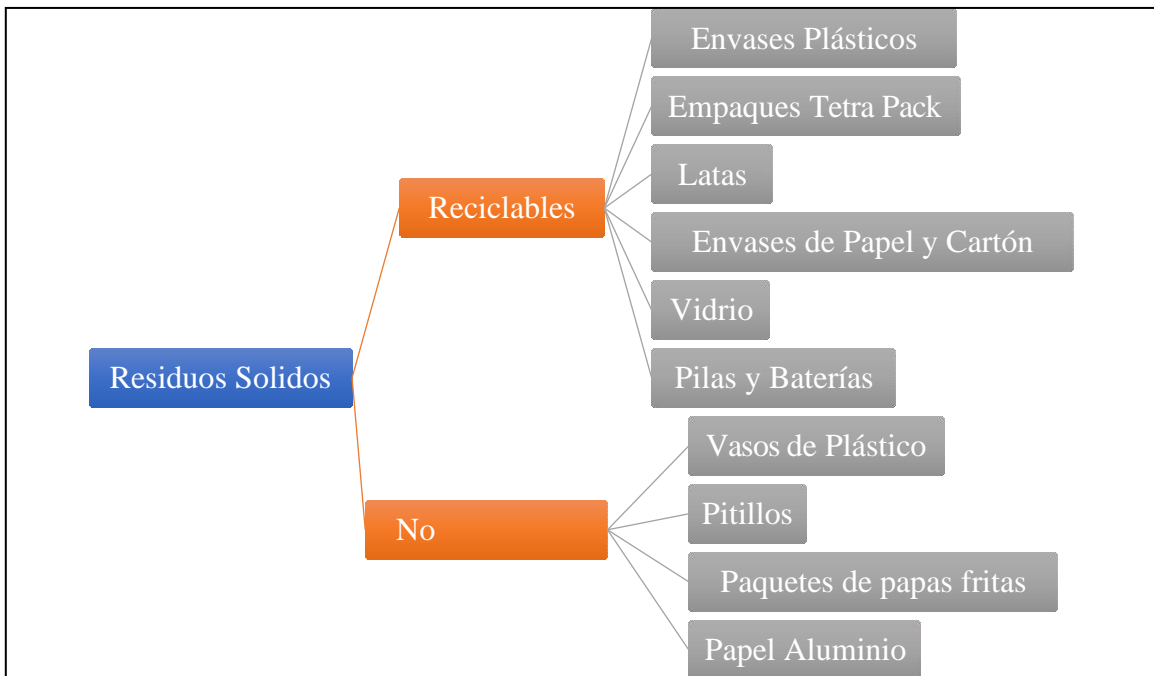 Residuos Solidos
Reciclables
Envases Plásticos
Empaques Tetra Pack
Latas
Envases de Papel y Cartón
Vidrio
Pilas y Baterías
No
Vasos de Plástico
Pitillos
Paquetes de papas fritas
Papel Aluminio